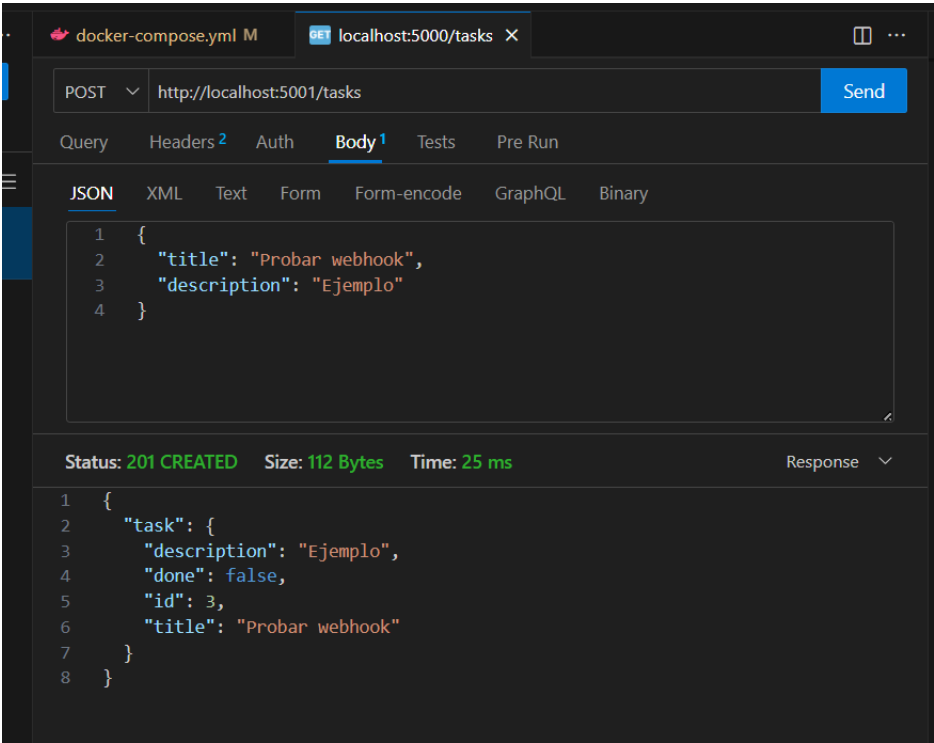 docker-compose.yml M GET localhost:5000/tasks ×
POST http://localhost:5001/tasks Send
Query Headers 2 Auth Body 1 Tests Pre Run
JSON XML Text Form Form-encode GraphQL Binary
1 {
2 "title": "Probar webhook",
3 "description": "Ejemplo"
4 }
Status: 201 CREATED Size: 112 Bytes Time: 25 ms Response
1 {
2 "task": {
3 "description": "Ejemplo",
4 "done": false,
5 "id": 3,
6 "title": "Probar webhook"
7 }
8 }